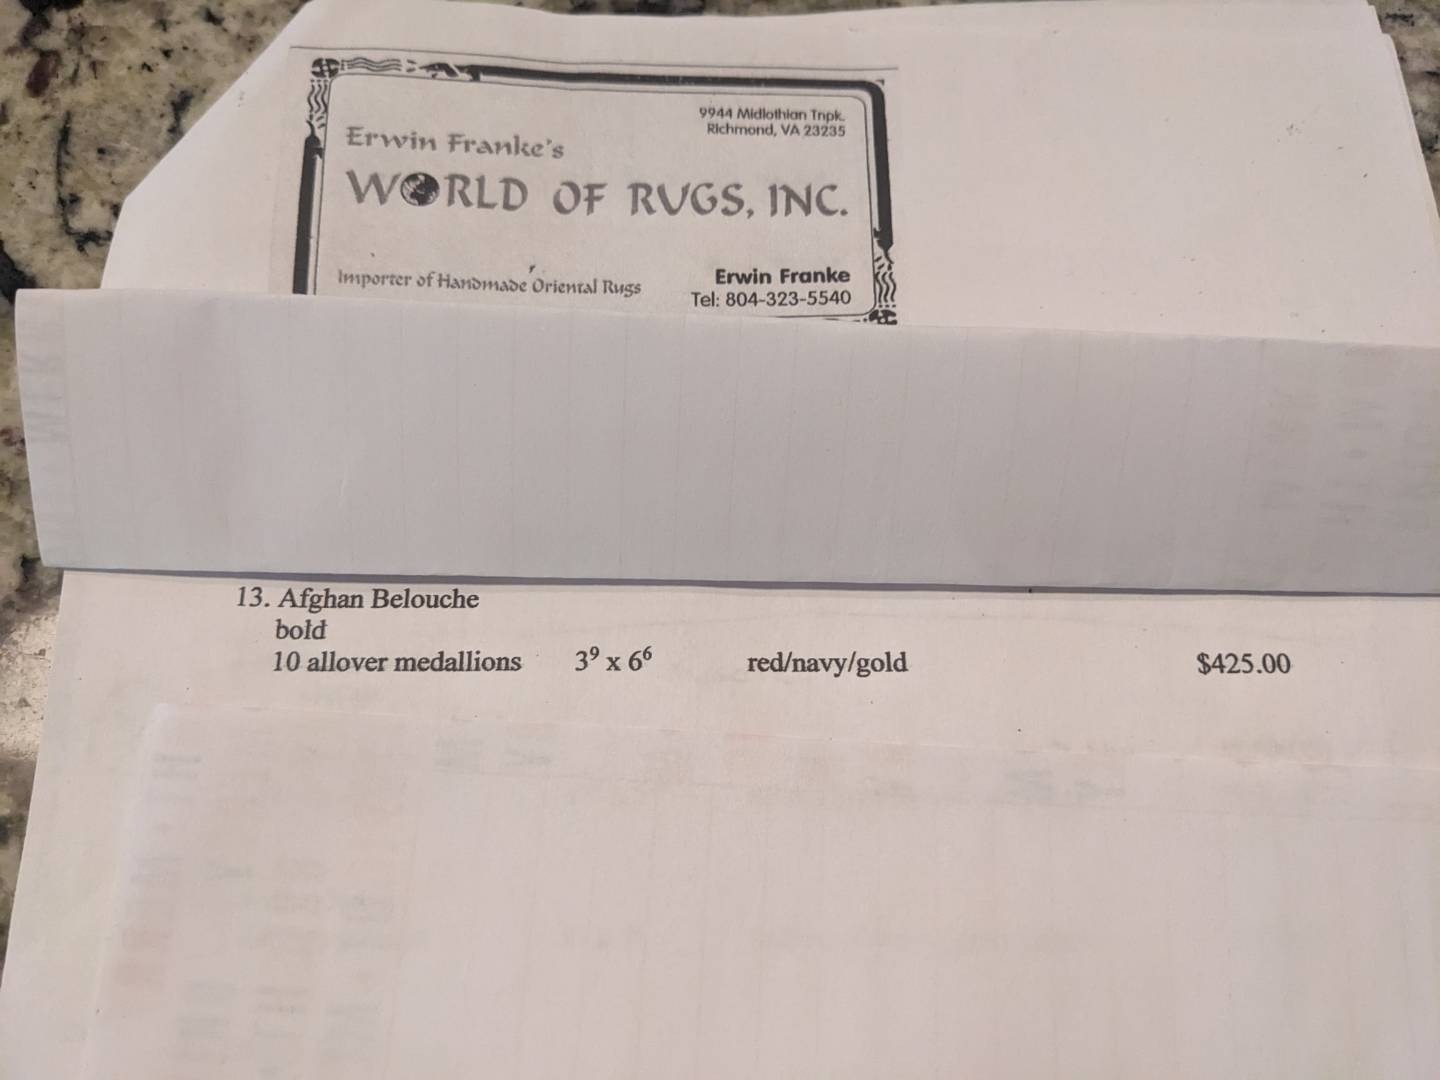 9944 Midlothian Tnpk.
Richmond, VA 23235
Erwin Franke's
WORLD OF RUGS, INC.
Importer of Handmade Oriental Rugs
Erwin Franke
Tel: 804-323-5540
13. Afghan Belouche
bold
10 allover medallions 3⁹ x 6⁶ red/navy/gold $425.00